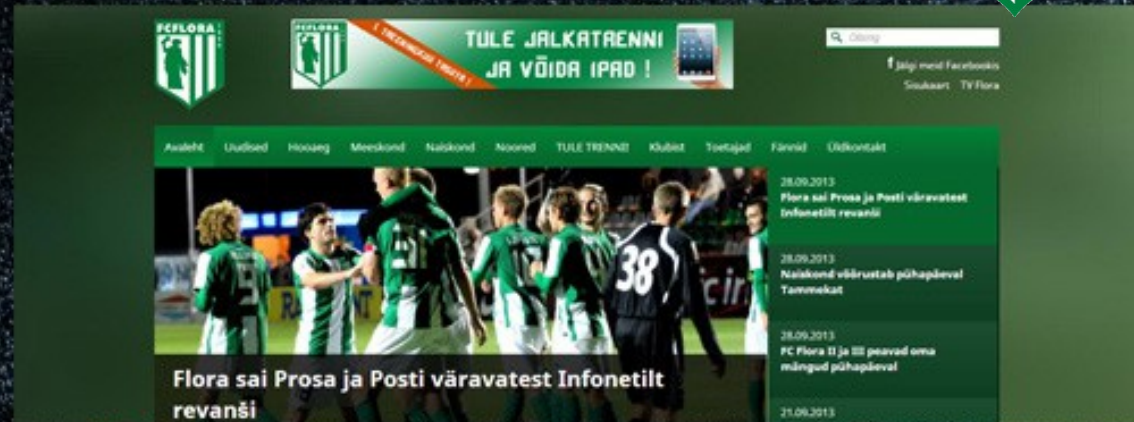 FCFLORA
TULE JALKATRENNI
JA VÕIDA IPAD !
Otsing
Jälgi meid Facebookis
Sisukaart TV Flora
Avaleht Uudised Hooaeg Meeskond Naiskond Noored TULE TRENNI! Klubist Toetajad Fännid Üldkontakt
28.09.2013
Flora sai Prosa ja Posti väravatest
Infonetilt revanši
28.09.2013
Naiskond võõrustab pühapäeval
Tammekat
28.09.2013
FC Flora II ja III peavad oma
mängud pühapäeval
21.09.2013
38
Flora sai Prosa ja Posti väravatest Infonetilt
revanši